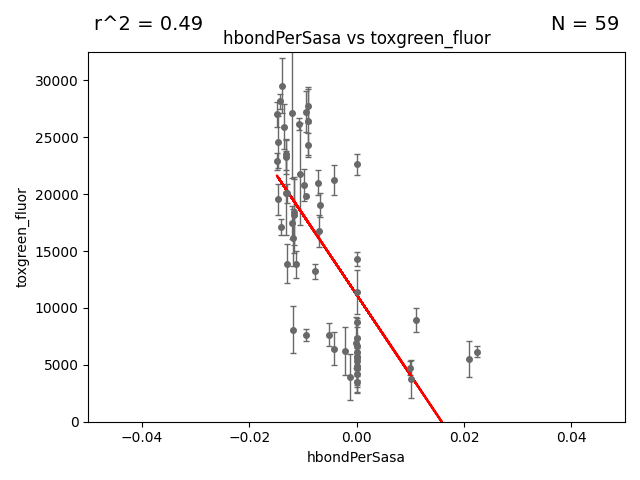 r^2 = 0.49
N = 59
hbondPerSasa vs toxgreen_fluor
30000
25000
20000
15000
10000
5000
0
toxgreen_fluor
−0.04
−0.02
0.00
0.02
0.04
hbondPerSasa